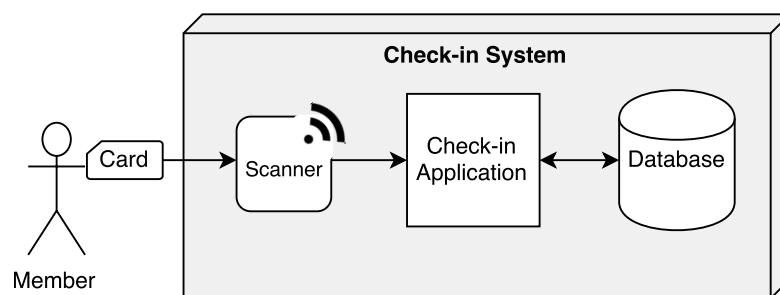 Check-in System
Card
Scanner
Check-in
Application
Database
Member